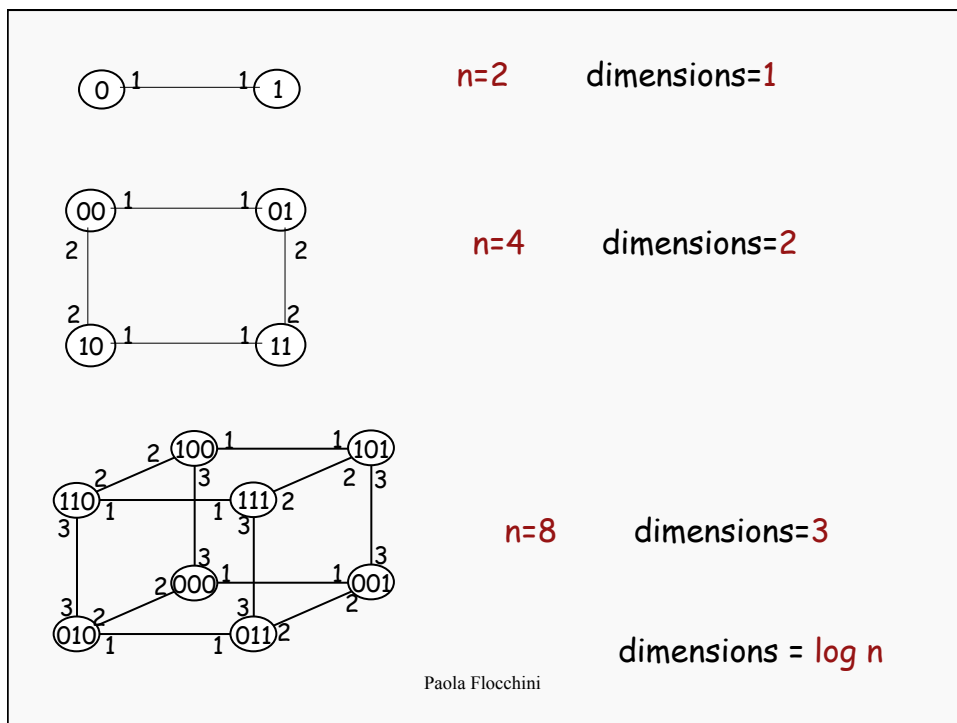 0 1 1 1 n=2 dimensions=1
00 1 1 01
2 2
n=4 dimensions=2
2 2
10 1 1 11
100 1 1 101
2 3 2 3
2
110 1 1 111 2
3 3
n=8 dimensions=3
3 3
2 000 1 1 001
3 2 3 2
010 1 1 011 2
dimensions = log n
Paola Flocchini